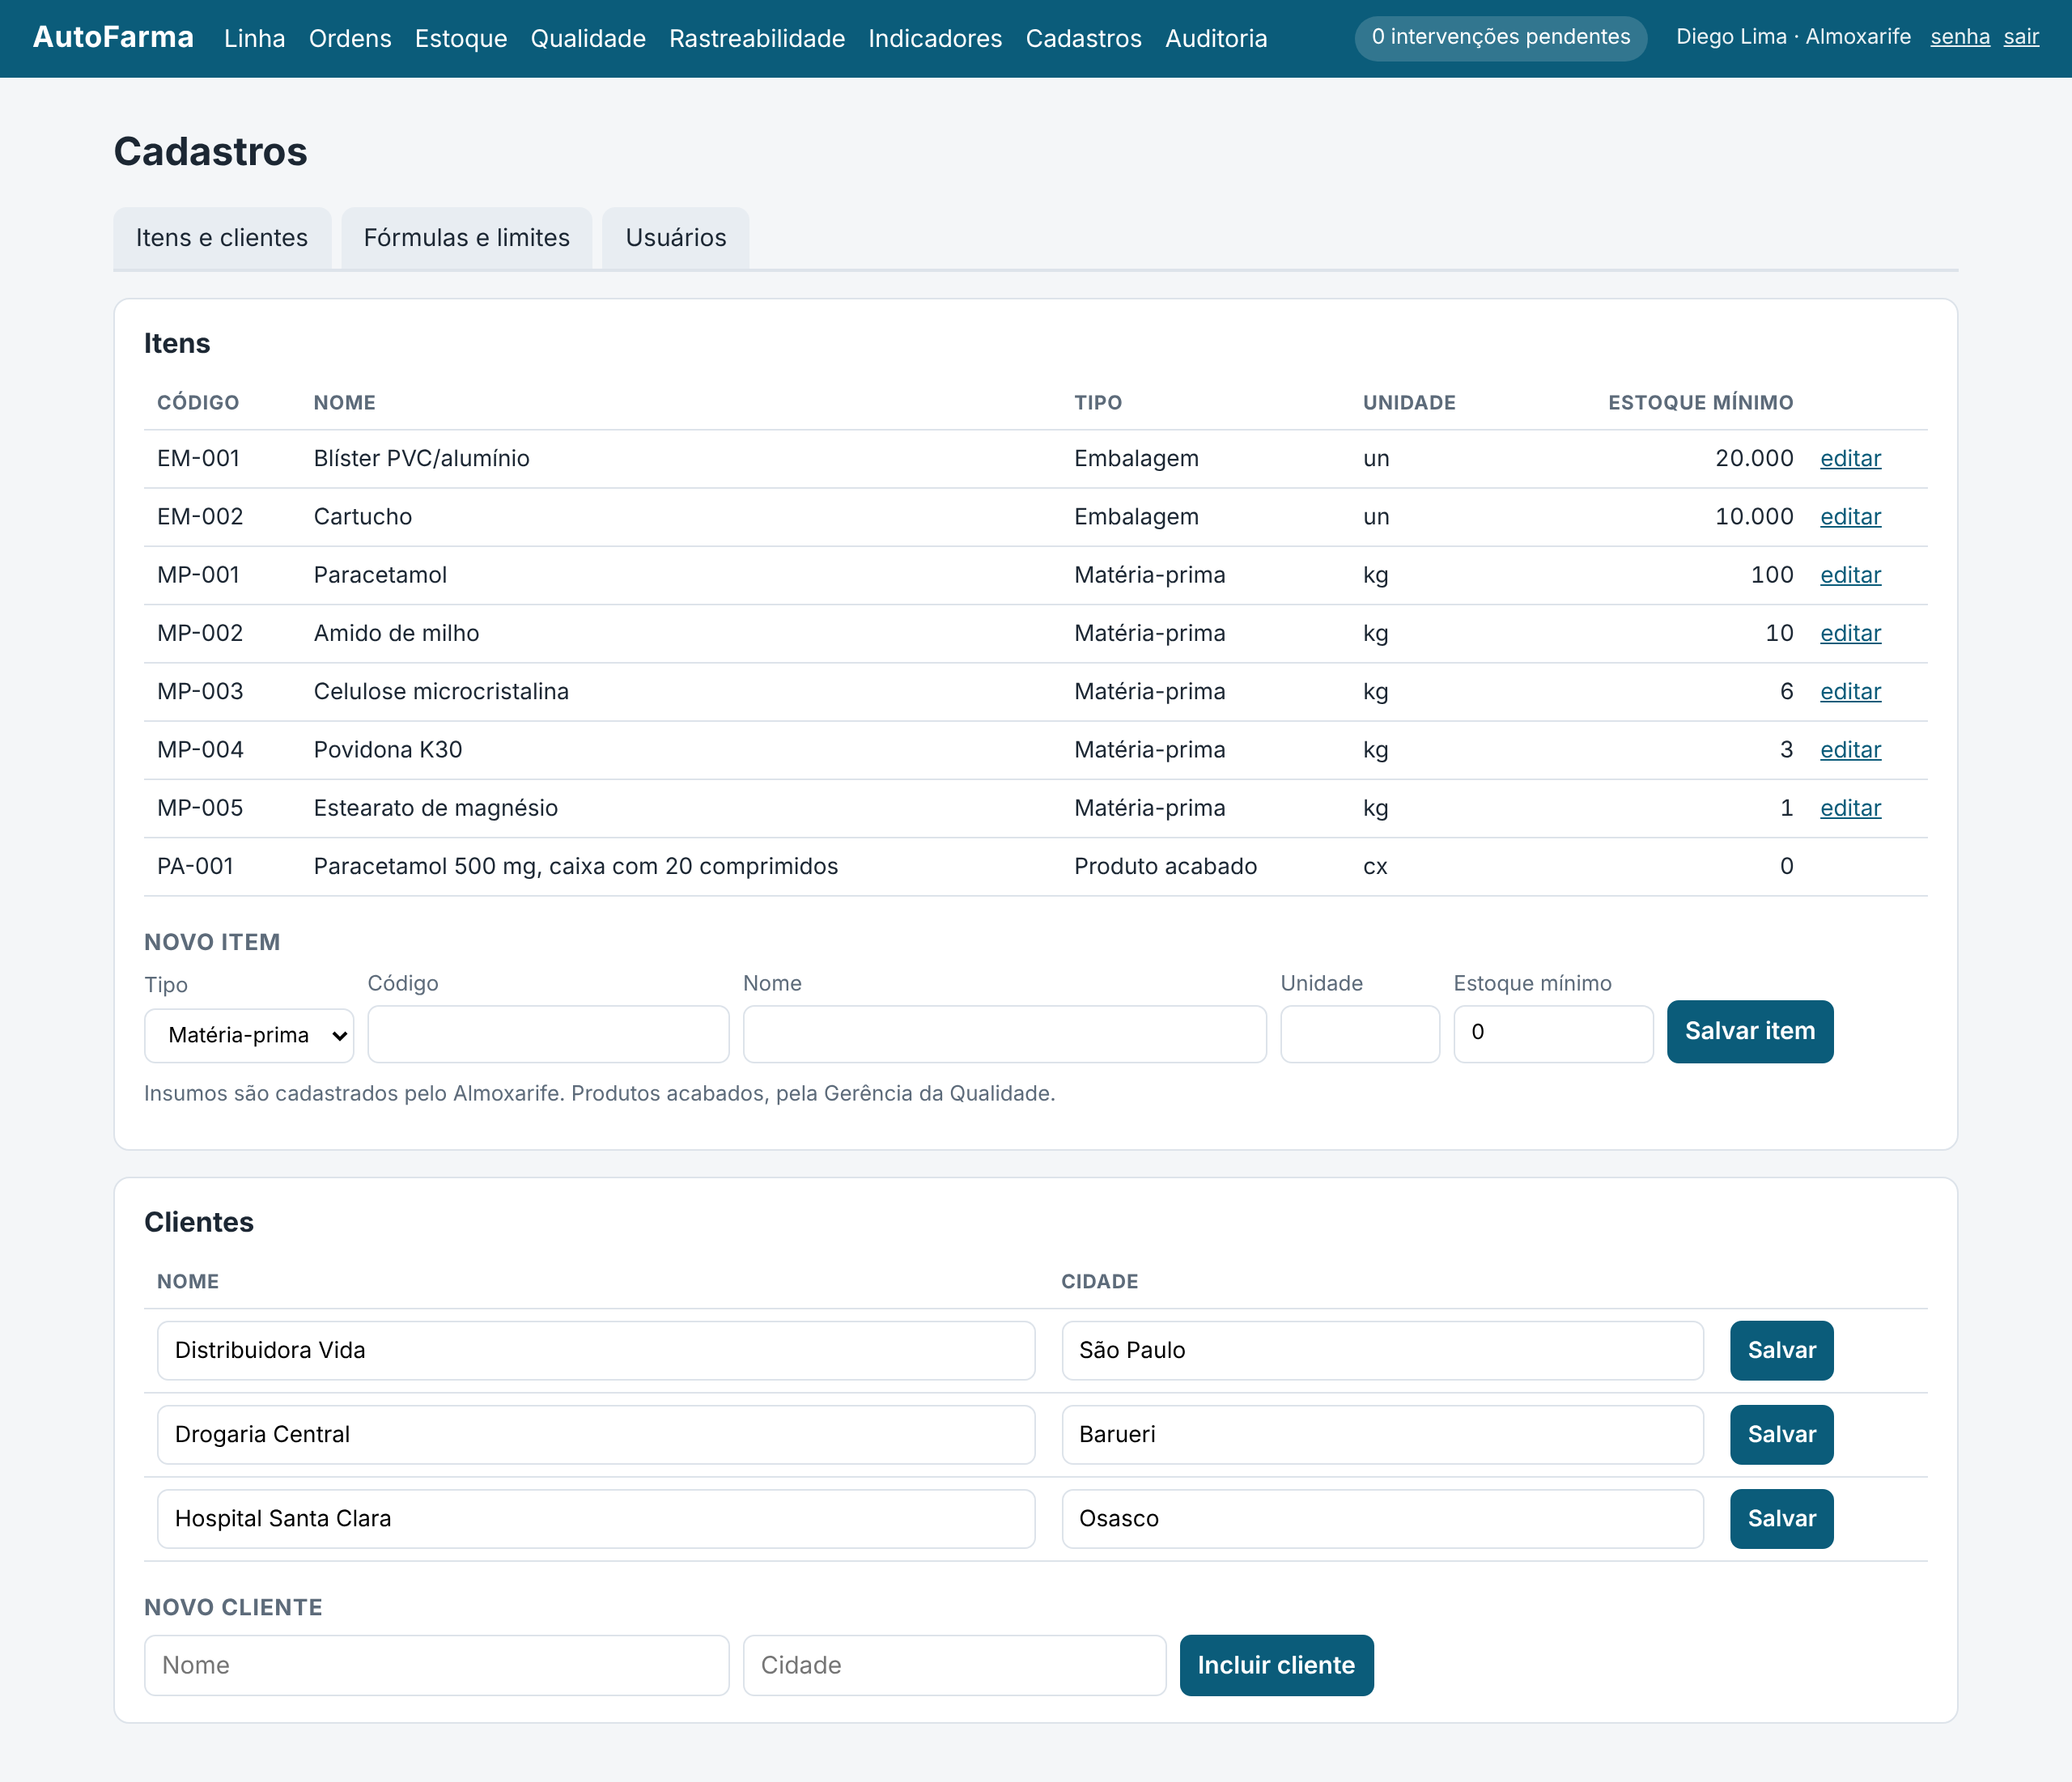 AutoFarma Linha Ordens Estoque Qualidade Rastreabilidade Indicadores Cadastros Auditoria 0 intervenções pendentes Diego Lima · Almoxarife senha sair
Cadastros
Itens e clientes Fórmulas e limites Usuários
Itens
CÓDIGO NOME TIPO UNIDADE ESTOQUE MÍNIMO
EM-001 Blíster PVC/alumínio Embalagem un 20.000 editar
EM-002 Cartucho Embalagem un 10.000 editar
MP-001 Paracetamol Matéria-prima kg 100 editar
MP-002 Amido de milho Matéria-prima kg 10 editar
MP-003 Celulose microcristalina Matéria-prima kg 6 editar
MP-004 Povidona K30 Matéria-prima kg 3 editar
MP-005 Estearato de magnésio Matéria-prima kg 1 editar
PA-001 Paracetamol 500 mg, caixa com 20 comprimidos Produto acabado cx 0
NOVO ITEM
Tipo Código Nome Unidade Estoque mínimo
Matéria-prima 0 Salvar item
Insumos são cadastrados pelo Almoxarife. Produtos acabados, pela Gerência da Qualidade.
Clientes
NOME CIDADE
Distribuidora Vida São Paulo Salvar
Drogaria Central Barueri Salvar
Hospital Santa Clara Osasco Salvar
NOVO CLIENTE
Nome Cidade Incluir cliente